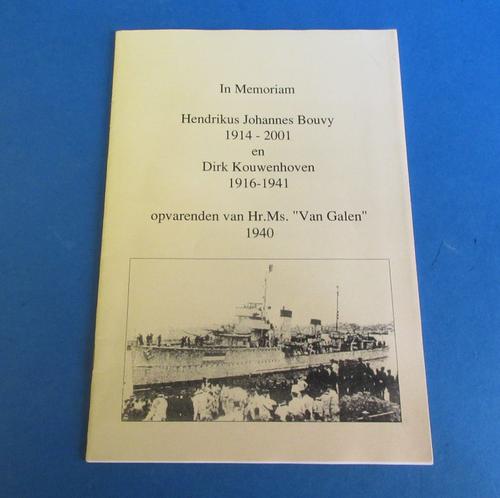 In Memoriam
Hendrikus Johannes Bouvy
1914 - 2001
en
Dirk Kouwenhoven
1916-1941
opvarenden van Hr.Ms. "Van Galen"
1940